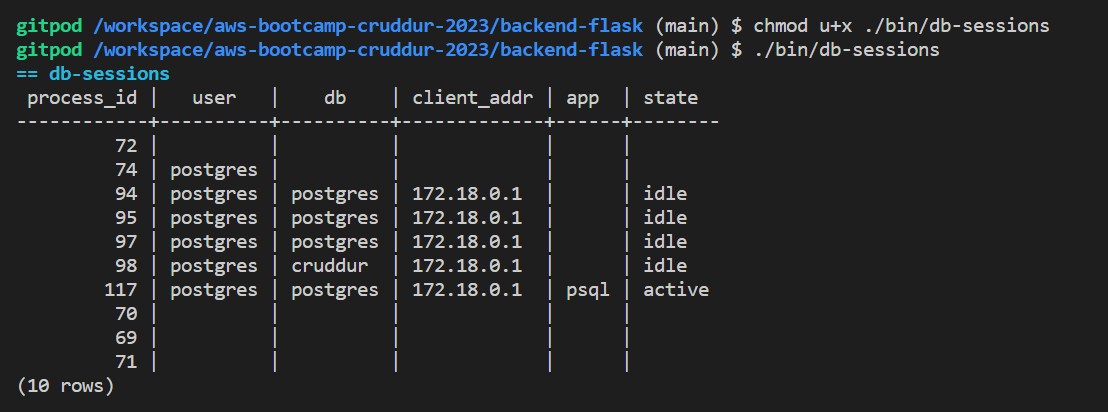 gitpod /workspace/aws-bootcamp-cruddur-2023/backend-flask (main) $ chmod u+x ./bin/db-sessions
gitpod /workspace/aws-bootcamp-cruddur-2023/backend-flask (main) $ ./bin/db-sessions
== db-sessions
 process_id |   user   |    db    | client_addr | app  | state
------------+----------+----------+-------------+------+--------
         72 |          |          |             |      |
         74 | postgres |          |             |      |
         94 | postgres | postgres | 172.18.0.1  |      | idle
         95 | postgres | postgres | 172.18.0.1  |      | idle
         97 | postgres | postgres | 172.18.0.1  |      | idle
         98 | postgres | cruddur  | 172.18.0.1  |      | idle
        117 | postgres | postgres | 172.18.0.1  | psql | active
         70 |          |          |             |      |
         69 |          |          |             |      |
         71 |          |          |             |      |
(10 rows)